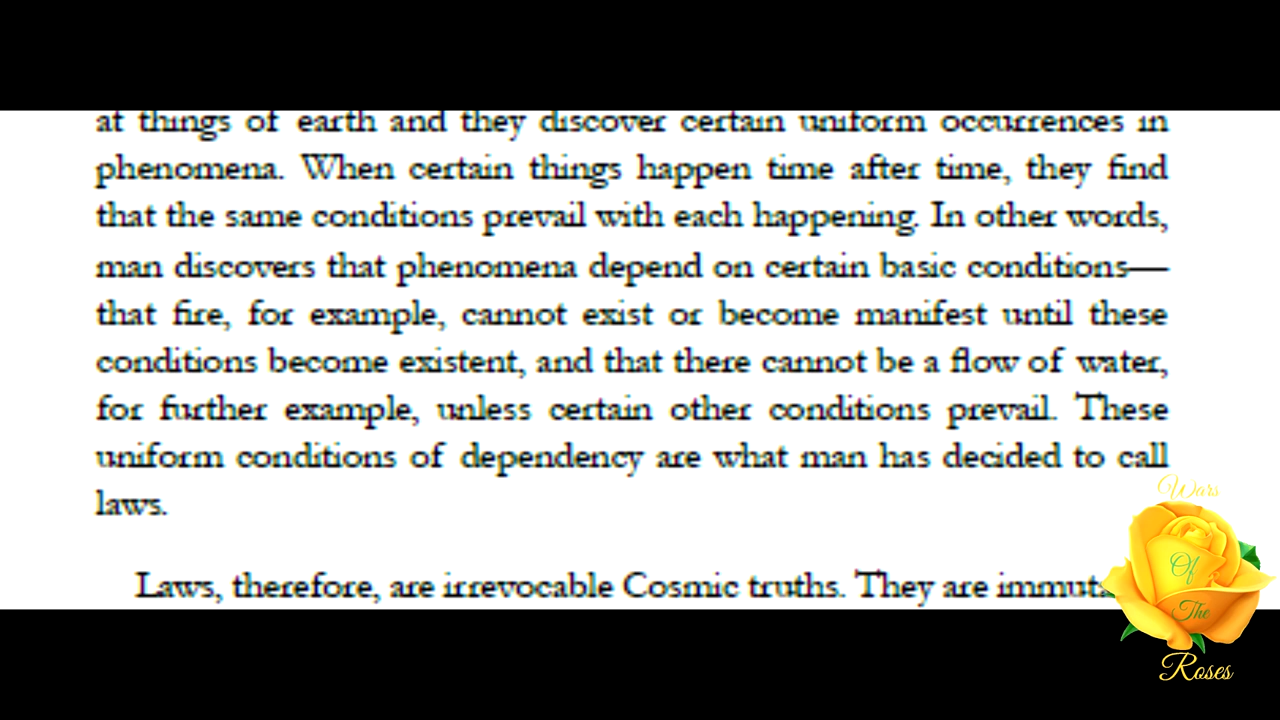 at things of earth and they discover certain uniform occurrences in
phenomena. When certain things happen time after time, they find
that the same conditions prevail with each happening. In other words,
man discovers that phenomena depend on certain basic conditions—
that fire, for example, cannot exist or become manifest until these
conditions become existent, and that there cannot be a flow of water,
for further example, unless certain other conditions prevail. These
uniform conditions of dependency are what man has decided to call
laws.
Laws, therefore, are irrevocable Cosmic truths. They are
Wars
Of
The
Roses